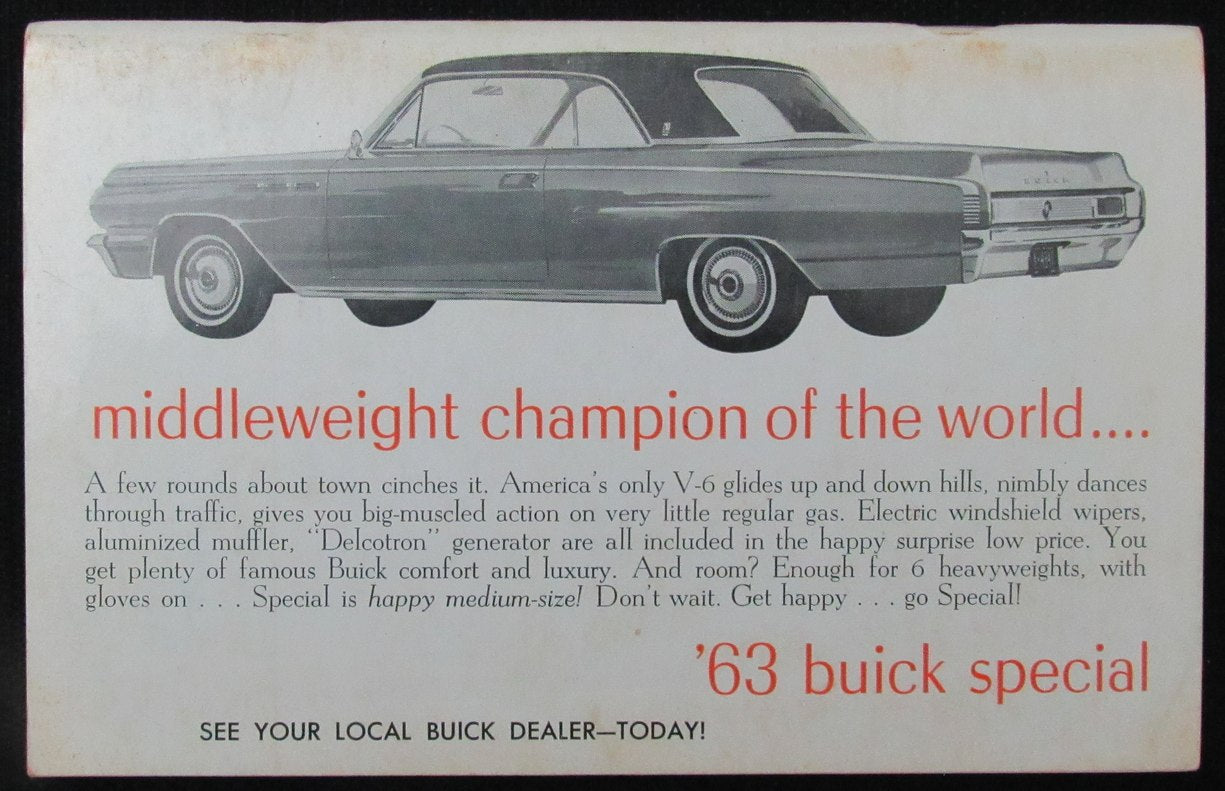 BUICK
middleweight champion of the world....
A few rounds about town cinches it. America's only V-6 glides up and down hills, nimbly dances
through traffic, gives you big-muscled action on very little regular gas. Electric windshield wipers,
aluminized muffler, "Delcotron" generator are all included in the happy surprise low price. You
get plenty of famous Buick comfort and luxury. And room? Enough for 6 heavyweights, with
gloves on . . . Special is happy medium-size! Don't wait. Get happy . . . go Special!
'63 buick special
SEE YOUR LOCAL BUICK DEALER—TODAY!